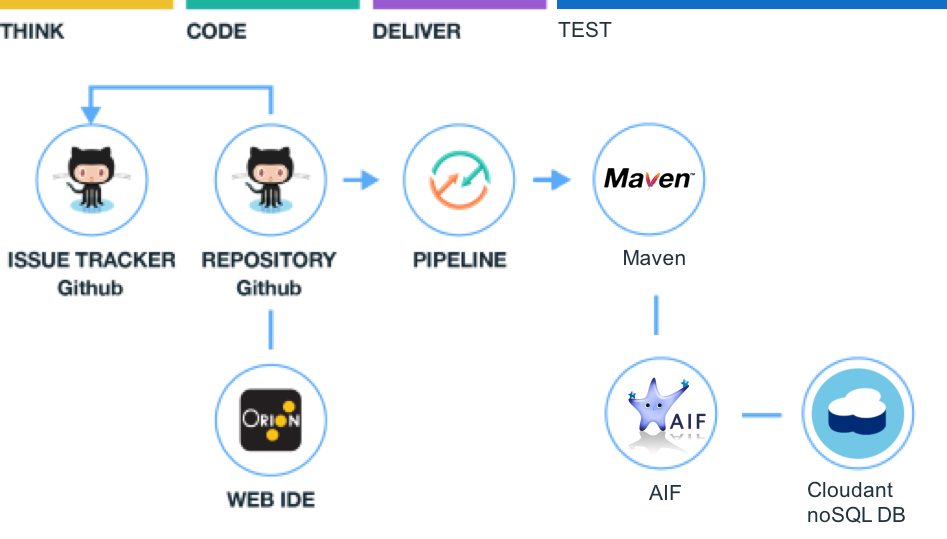 THINK
CODE
DELIVER
TEST
Maven™
ISSUE TRACKER
Github
REPOSITORY
Github
PIPELINE
Maven
ORION
WEB IDE
AIF
AIF
Cloudant
noSQL DB